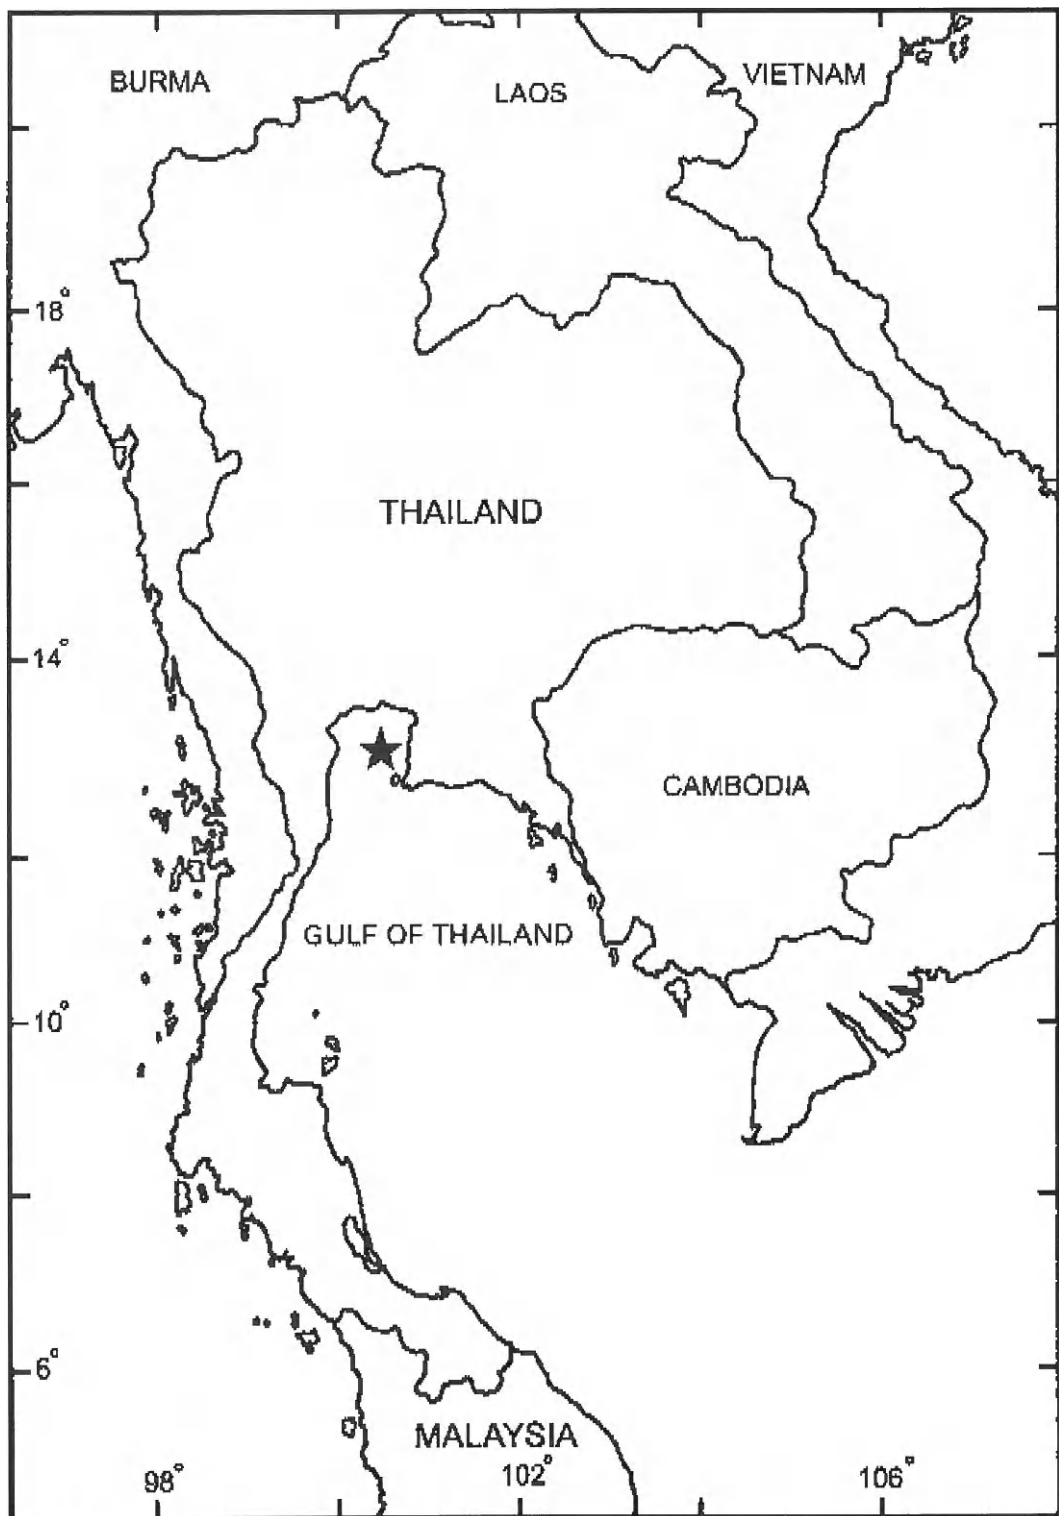 BURMA
LAOS
VIETNAM
18°
THAILAND
14°
CAMBODIA
GULF OF THAILAND
10°
6°
MALAYSIA
98°
102°
106°